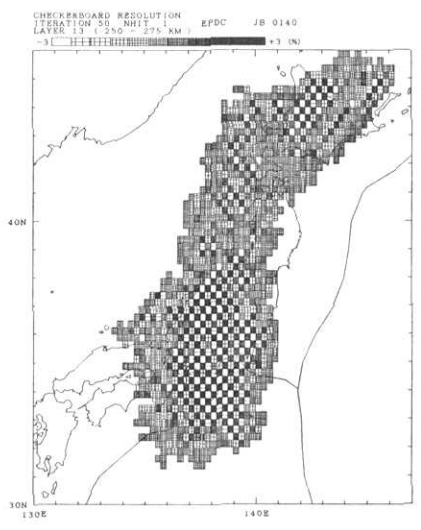 CHECKERBOARD RESOLUTION
ITERATION 50 NHIT 1 EPDC JB 0140
LAYER 13 ( 250 - 275 KM )
-3 +3 (%)
40N
30N
130E 140E